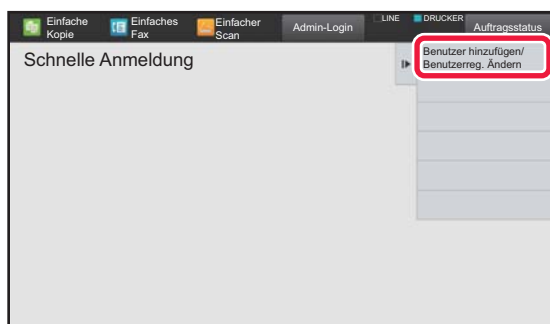 Einfache
Kopie
Einfaches
Fax
Einfacher
Scan
Admin-Login
LINE
DRUCKER
Auftragsstatus
Schnelle Anmeldung
Benutzer hinzufügen/
Benutzerreg. Ändern